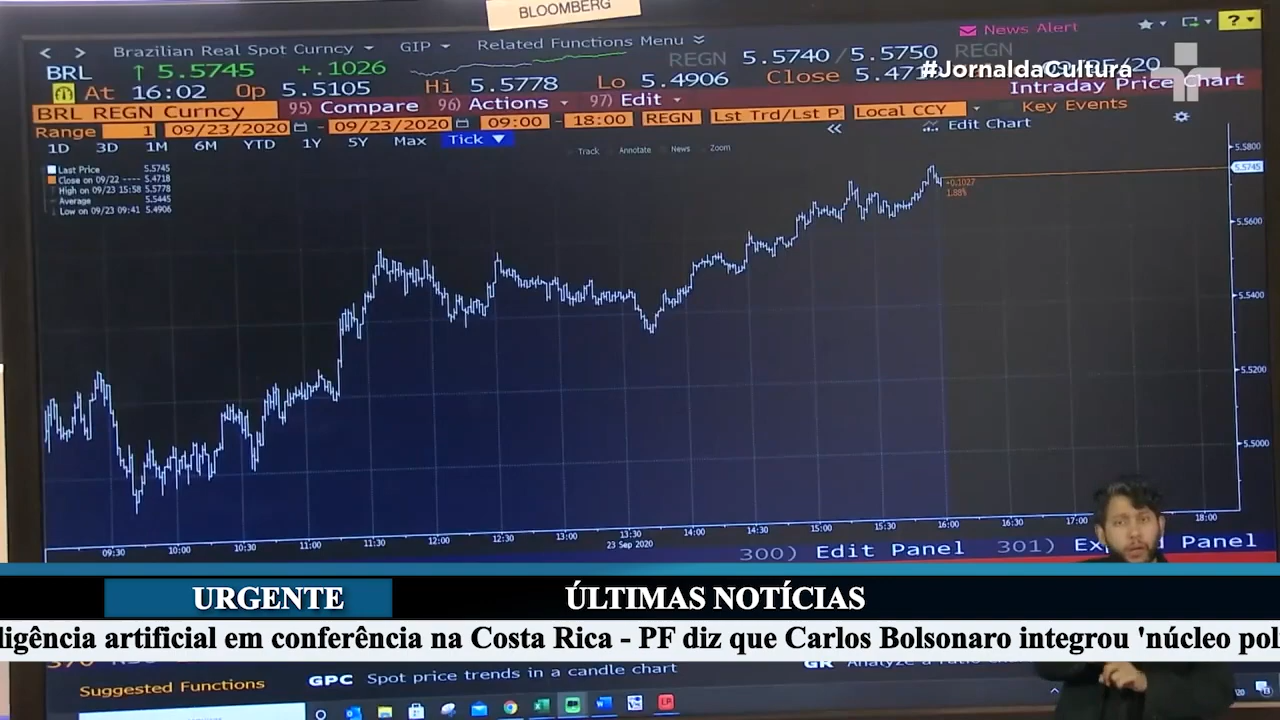 BLOOMBERG
< > Brazilian Real Spot Curncy GIP Related Functions Menu
News Alert
?
BRL ↑ 5.5745 +.1026 REGN 5.5740 / 5.5750 REGN
At 16:02 Op 5.5105 Hi 5.5778 Lo 5.4906 Close
#JornaldaCultura
BRL REGN Curncy 95) Compare 96) Actions 97) Edit Intraday Price Chart
Range 1 09/23/2020 - 09/23/2020 09:00 - 18:00 REGN Lst Trd/Lst P Local CCY Key Events
1D 3D 1M 6M YTD 1Y 5Y Max Tick
Track Annotate News Zoom
« Edit Chart
Last Price 5.5745
Close on 09/22 ---- 5.4718
High on 09/23 15:58 5.5778
Average 5.5445
Low on 09/23 09:41 5.4906
+0.1027
1.88%
5.5800
5.5745
5.5600
5.5400
5.5200
5.5000
09:30 10:00 10:30 11:00 11:30 12:00 12:30 13:00 13:30 14:00 14:30 15:00 15:30 16:00 16:30 17:00 18:00
23 Sep 2020
300) Edit Panel 301) Panel
URGENTE ÚLTIMAS NOTÍCIAS
ligência artificial em conferência na Costa Rica - PF diz que Carlos Bolsonaro integrou 'núcleo pol
Suggested Functions GPC Spot price trends in a candle chart GR Analyze a ratio